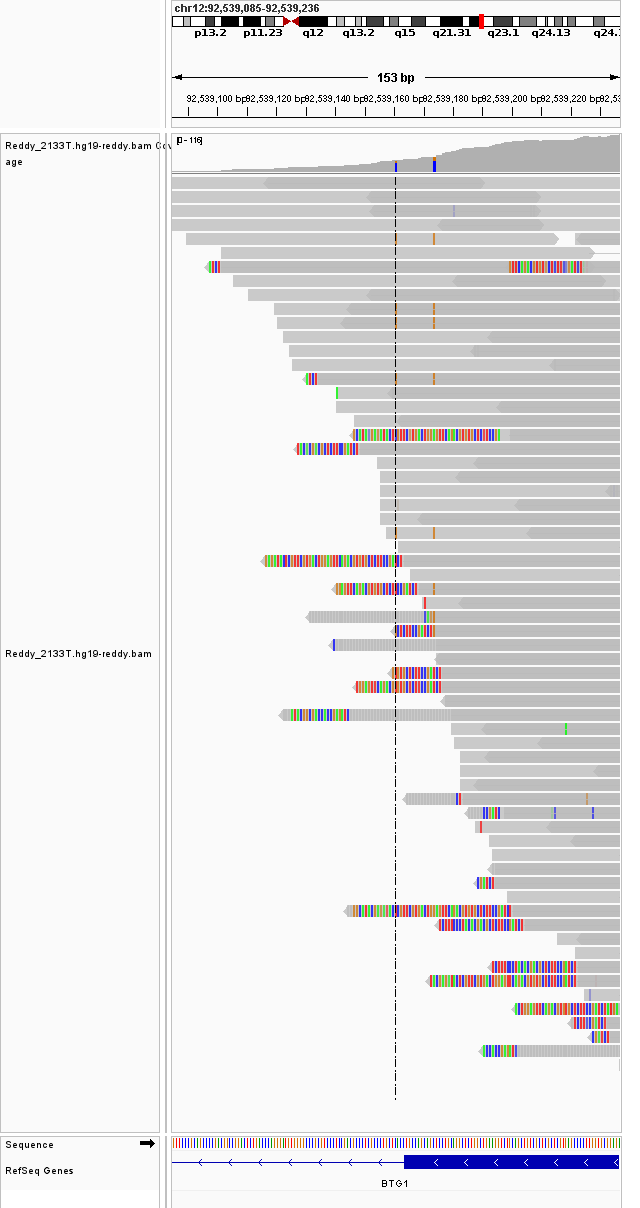 chr12:92,539,085-92,539,236
p13.2 p11.23 q12 q13.2 q15 q21.31 q23.1 q24.13 q24.
153 bp
92,539,100 bp 92,539,120 bp 92,539,140 bp 92,539,160 bp 92,539,180 bp 92,539,200 bp 92,539,220 bp 92,53
Reddy_2133T.hg19-reddy.bam Cov
age
[0 - 116]
Reddy_2133T.hg19-reddy.bam
Sequence
RefSeq Genes
BTG1